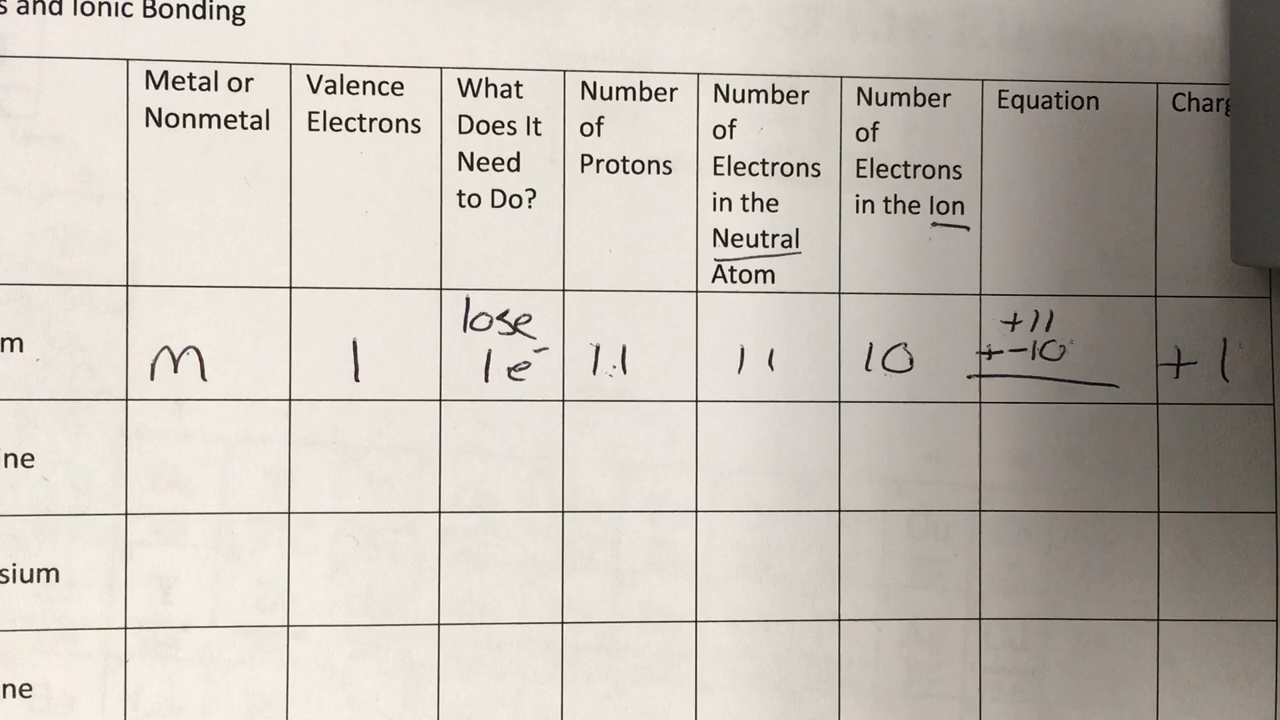 s and Ionic Bonding
Metal or
Nonmetal
Valence
Electrons
What
Does It
Need
to Do?
Number
of
Protons
Number
of
Electrons
in the
Neutral
Atom
Number
of
Electrons
in the Ion
Equation
Charg
m
M
1
lose
1e⁻
11
11
10
+11
+-10
+1
ne
sium
ne